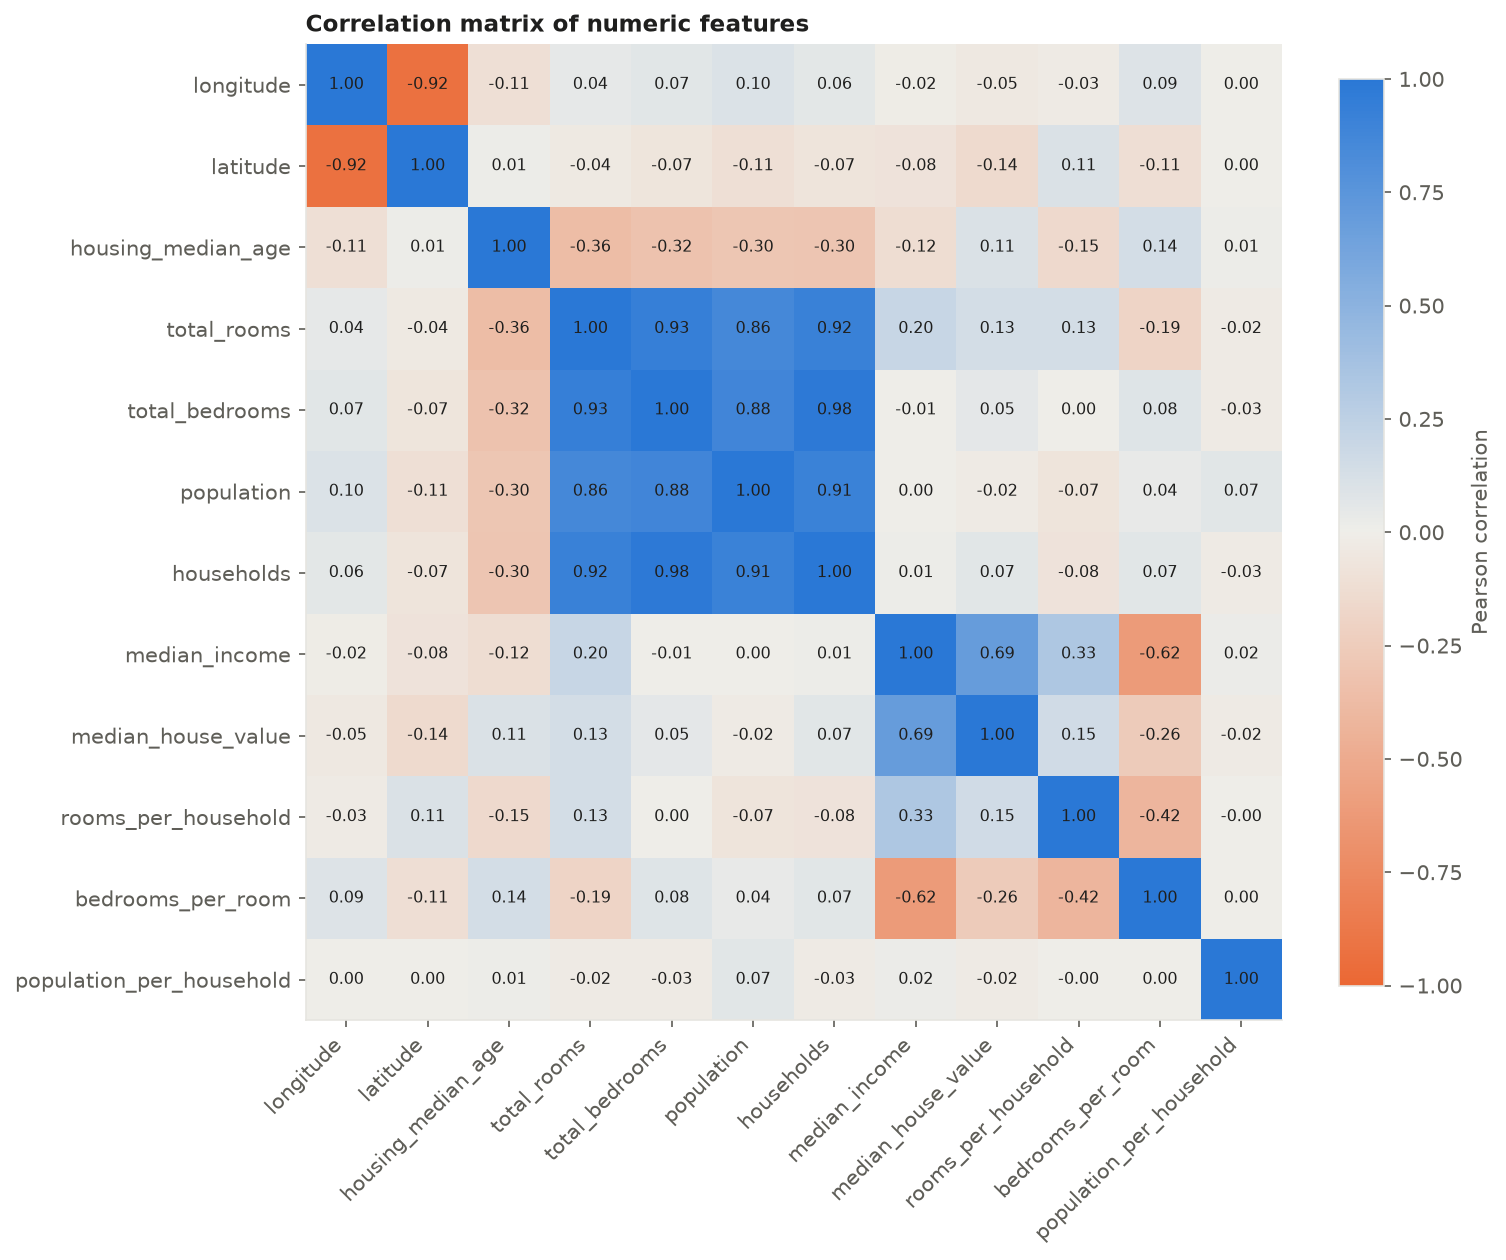 Correlation matrix of numeric features
longitude 1.00 -0.92 -0.11 0.04 0.07 0.10 0.06 -0.02 -0.05 -0.03 0.09 0.00
latitude -0.92 1.00 0.01 -0.04 -0.07 -0.11 -0.07 -0.08 -0.14 0.11 -0.11 0.00
housing_median_age -0.11 0.01 1.00 -0.36 -0.32 -0.30 -0.30 -0.12 0.11 -0.15 0.14 0.01
total_rooms 0.04 -0.04 -0.36 1.00 0.93 0.86 0.92 0.20 0.13 0.13 -0.19 -0.02
total_bedrooms 0.07 -0.07 -0.32 0.93 1.00 0.88 0.98 -0.01 0.05 0.00 0.08 -0.03
population 0.10 -0.11 -0.30 0.86 0.88 1.00 0.91 0.00 -0.02 -0.07 0.04 0.07
households 0.06 -0.07 -0.30 0.92 0.98 0.91 1.00 0.01 0.07 -0.08 0.07 -0.03
median_income -0.02 -0.08 -0.12 0.20 -0.01 0.00 0.01 1.00 0.69 0.33 -0.62 0.02
median_house_value -0.05 -0.14 0.11 0.13 0.05 -0.02 0.07 0.69 1.00 0.15 -0.26 -0.02
rooms_per_household -0.03 0.11 -0.15 0.13 0.00 -0.07 -0.08 0.33 0.15 1.00 -0.42 -0.00
bedrooms_per_room 0.09 -0.11 0.14 -0.19 0.08 0.04 0.07 -0.62 -0.26 -0.42 1.00 0.00
population_per_household 0.00 0.00 0.01 -0.02 -0.03 0.07 -0.03 0.02 -0.02 -0.00 0.00 1.00
longitude
latitude
housing_median_age
total_rooms
total_bedrooms
population
households
median_income
median_house_value
rooms_per_household
bedrooms_per_room
population_per_household
1.00
0.75
0.50
0.25
0.00
−0.25
−0.50
−0.75
−1.00
Pearson correlation